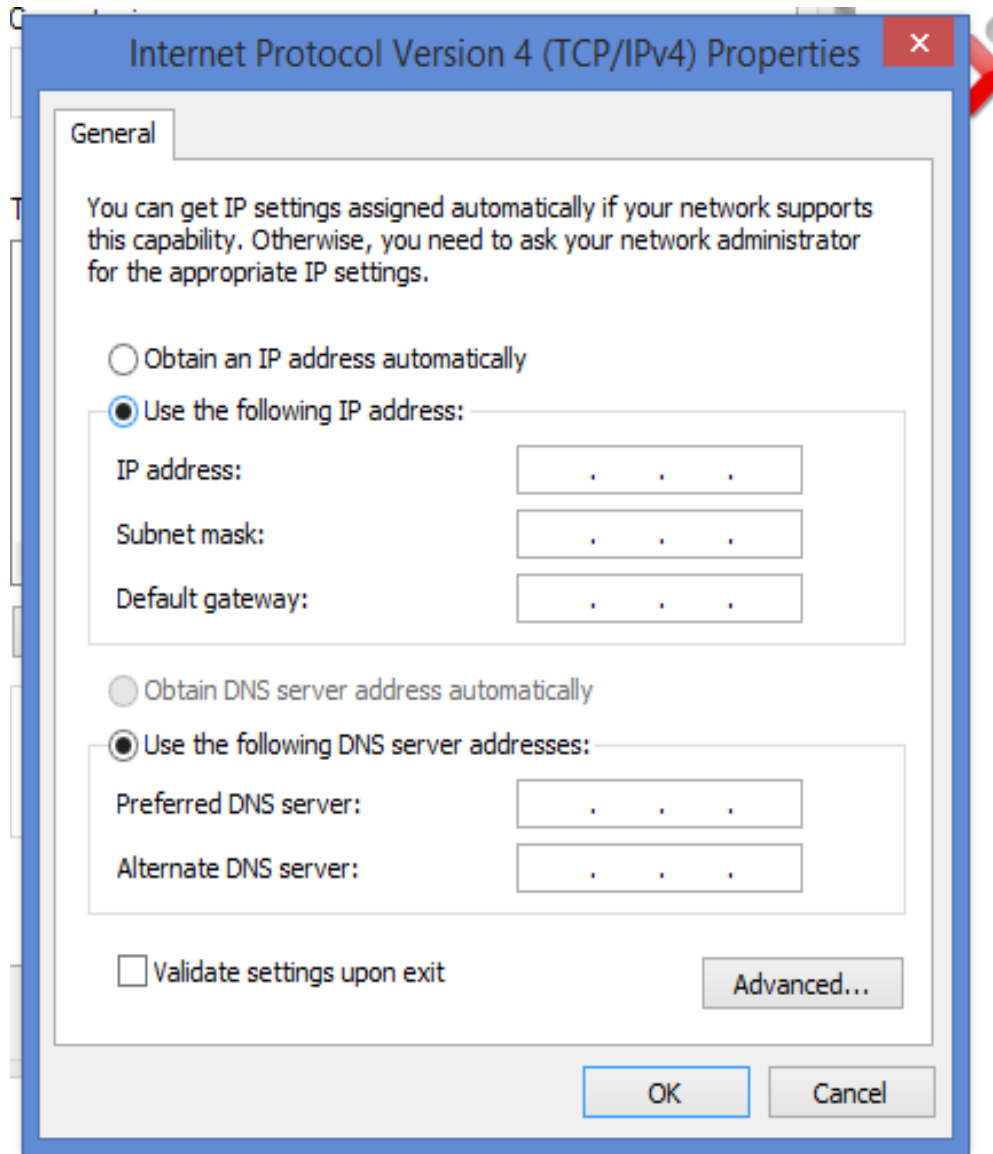 Internet Protocol Version 4 (TCP/IPv4) Properties
General
You can get IP settings assigned automatically if your network supports
this capability. Otherwise, you need to ask your network administrator
for the appropriate IP settings.
Obtain an IP address automatically
Use the following IP address:
IP address: . . .
Subnet mask: . . .
Default gateway: . . .
Obtain DNS server address automatically
Use the following DNS server addresses:
Preferred DNS server: . . .
Alternate DNS server: . . .
Validate settings upon exit
Advanced...
OK Cancel